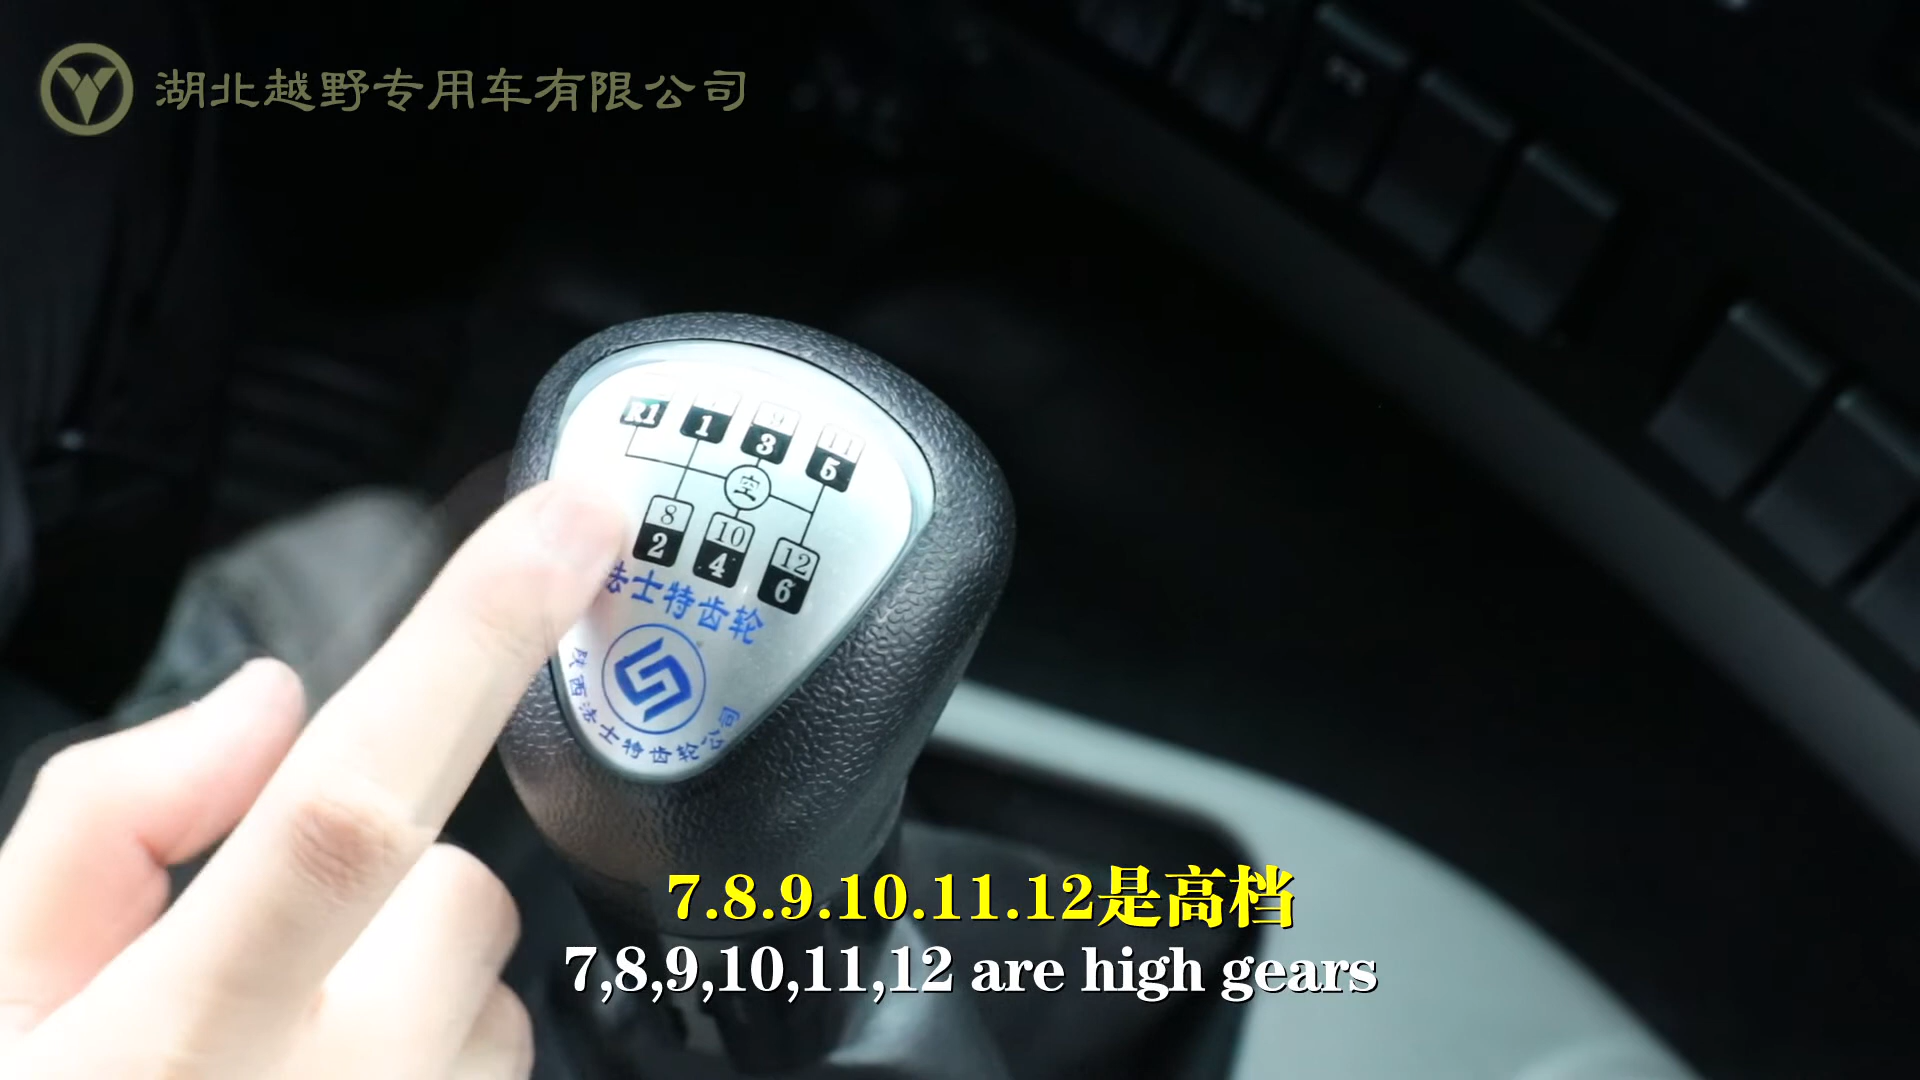 湖北越野专用车有限公司
R1 1 9 3 11 5
空
8 2 10 4 12 6
法士特齿轮
陕西法士特齿轮公司
7.8.9.10.11.12是高档
7,8,9,10,11,12 are high gears